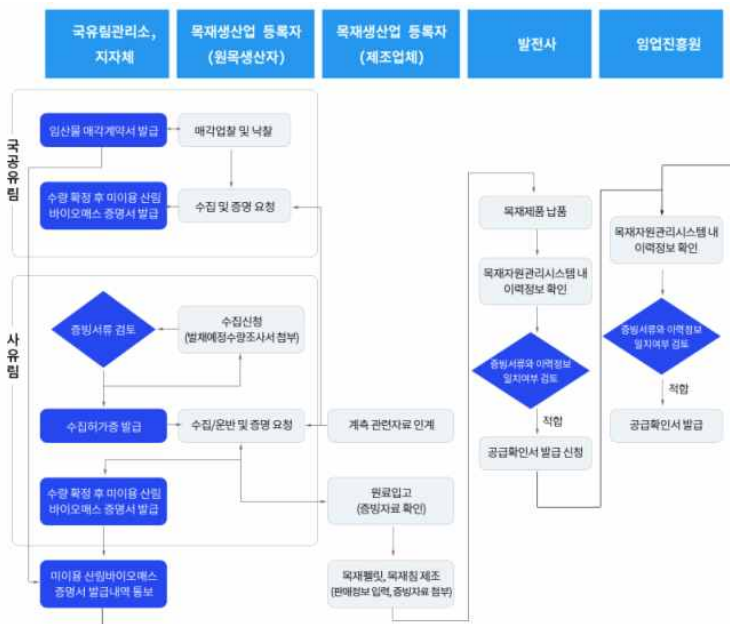 국유림관리소,
지자체
목재생산업 등록자
(원목생산자)
목재생산업 등록자
(제조업체)
발전사
임업진흥원
국공유림
임산물 매각계약서 발급
매각업찰 및 낙찰
수량 확정 후 미이용 산림
바이오매스 증명서 발급
수집 및 증명 요청
사유림
증빙서류 검토
수집신청
(벌채예정수량조사서 첨부)
수집허가증 발급
수집/운반 및 증명 요청
계측 관련자료 인계
수량 확정 후 미이용 산림
바이오매스 증명서 발급
원료입고
(증빙자료 확인)
미이용 산림바이오매스
증명서 발급내역 통보
목재펠릿, 목재칩 제조
(판매정보 입력, 증빙자료 첨부)
목재제품 납품
목재자원관리시스템 내
이력정보 확인
증빙서류와 이력정보
일치여부 검토
적합
공급확인서 발급 신청
목재자원관리시스템 내
이력정보 확인
증빙서류와 이력정보
일치여부 검토
적합
공급확인서 발급